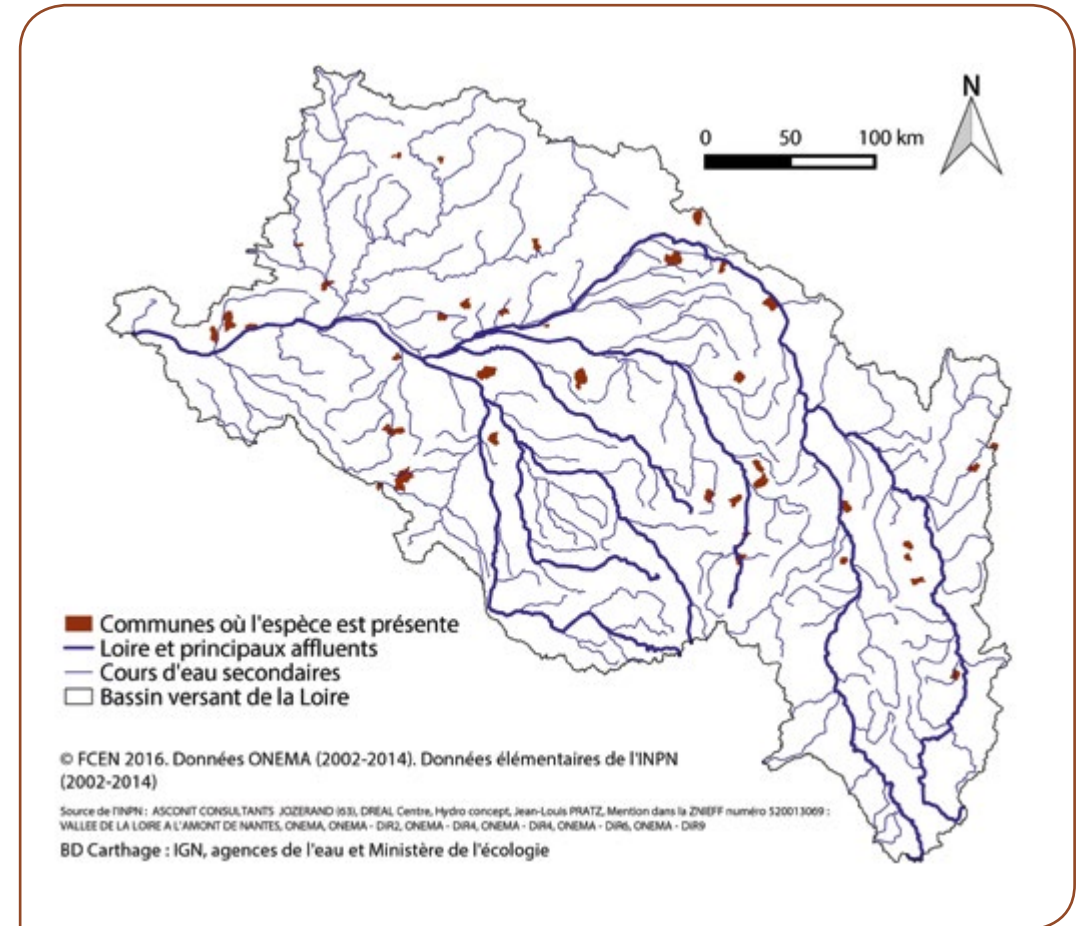 N
0 50 100 km
Communes où l'espèce est présente
Loire et principaux affluents
Cours d'eau secondaires
Bassin versant de la Loire
© FCEN 2016. Données ONEMA (2002-2014). Données élémentaires de l'INPN
(2002-2014)
Source de l'INPN : ASCONIT CONSULTANTS JOZERAND (63), DREAL Centre, Hydro concept, Jean-Louis PRATZ, Mention dans la ZNIEFF numéro 520013069 :
VALLEE DE LA LOIRE A L'AMONT DE NANTES, ONEMA, ONEMA - DIR2, ONEMA - DIR4, ONEMA - DIR4, ONEMA - DIR6, ONEMA - DIR9
BD Carthage : IGN, agences de l'eau et Ministère de l'écologie